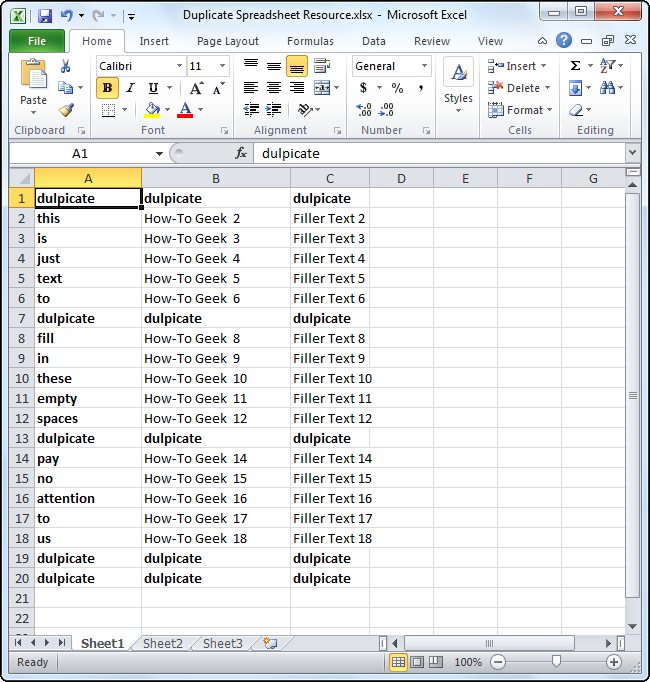 Duplicate Spreadsheet Resource.xlsx - Microsoft Excel
File Home Insert Page Layout Formulas Data Review View
Calibri 11 General Insert Σ
Paste B I U A A $ % , Styles Delete
A Format
Clipboard Font Alignment Number Cells Editing
A1 fx dulpicate
A B C D E F G
1 dulpicate dulpicate dulpicate
2 this How-To Geek 2 Filler Text 2
3 is How-To Geek 3 Filler Text 3
4 just How-To Geek 4 Filler Text 4
5 text How-To Geek 5 Filler Text 5
6 to How-To Geek 6 Filler Text 6
7 dulpicate dulpicate dulpicate
8 fill How-To Geek 8 Filler Text 8
9 in How-To Geek 9 Filler Text 9
10 these How-To Geek 10 Filler Text 10
11 empty How-To Geek 11 Filler Text 11
12 spaces How-To Geek 12 Filler Text 12
13 dulpicate dulpicate dulpicate
14 pay How-To Geek 14 Filler Text 14
15 no How-To Geek 15 Filler Text 15
16 attention How-To Geek 16 Filler Text 16
17 to How-To Geek 17 Filler Text 17
18 us How-To Geek 18 Filler Text 18
19 dulpicate dulpicate dulpicate
20 dulpicate dulpicate dulpicate
21
22
Sheet1 Sheet2 Sheet3
Ready 100%